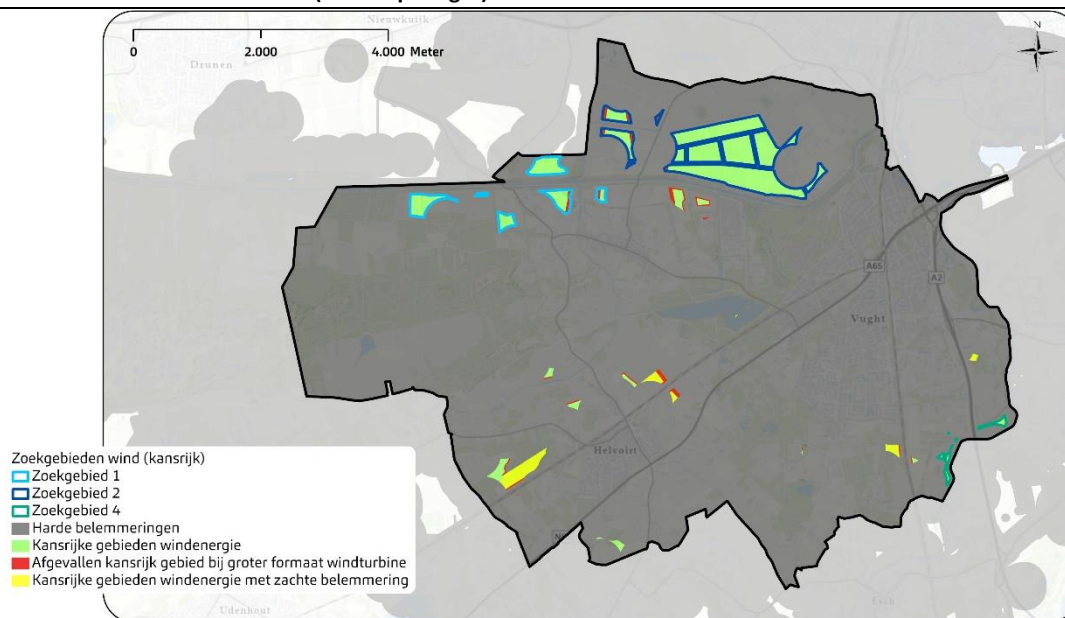 Nieuwkuijk
N
0 2.000 4.000 Meter
Drunen
A65
A2
Vught
Helvoirt
Zoekgebieden wind (kansrijk)
Zoekgebied 1
Zoekgebied 2
Zoekgebied 4
Harde belemmeringen
Kansrijke gebieden windenergie
Afgevallen kansrijk gebied bij groter formaat windturbine
Kansrijke gebieden windenergie met zachte belemmering
Udenhout
Esch